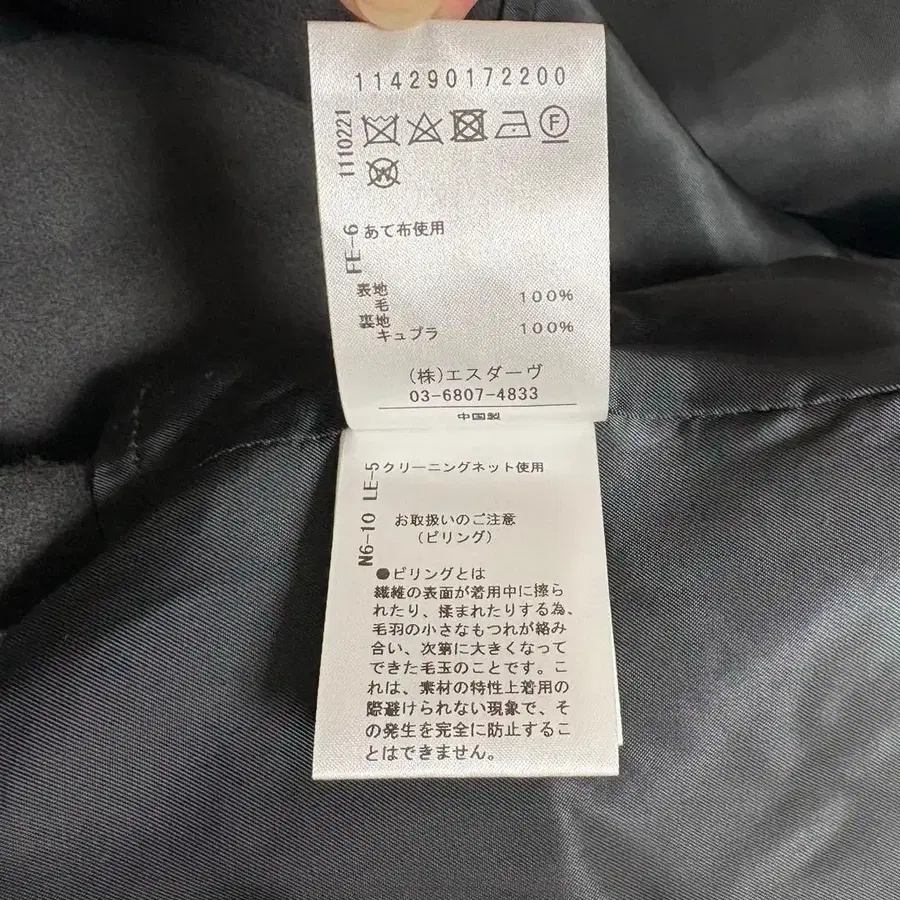 114290172200
1110221
F
W
FE-6
あて布使用
表地
毛 100%
裏地
キュプラ 100%
(株)エスダーヴ
03-6807-4833
中国製
クリーニングネット使用
N6-10 LE-5
お取扱いのご注意
(ピリング)
●ピリングとは
繊維の表面が着用中に擦ら
れたり、揉まれたりする為、
毛羽の小さなもつれが絡み
合い、次第に大きくなって
できた毛玉のことです。こ
れは、素材の特性上着用の
際避けられない現象で、そ
の発生を完全に防止するこ
とはできません。